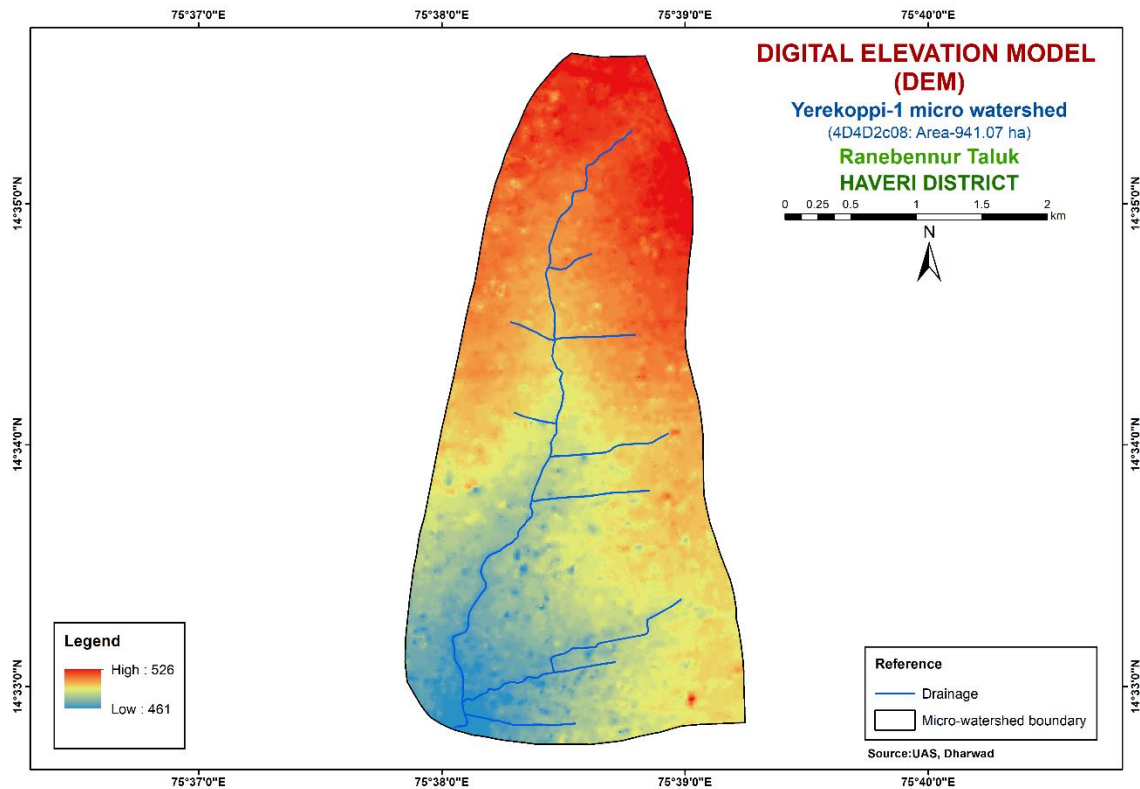 75°37'0"E 75°38'0"E 75°39'0"E 75°40'0"E
DIGITAL ELEVATION MODEL
(DEM)
Yerekoppi-1 micro watershed
(4D4D2c08: Area-941.07 ha)
Ranebennur Taluk
HAVERI DISTRICT
0 0.25 0.5 1 1.5 2
km
N
14°35'0"N 14°35'0"N
14°34'0"N 14°34'0"N
14°33'0"N 14°33'0"N
Legend
High : 526
Low : 461
Reference
Drainage
Micro-watershed boundary
Source:UAS, Dharwad
75°37'0"E 75°38'0"E 75°39'0"E 75°40'0"E